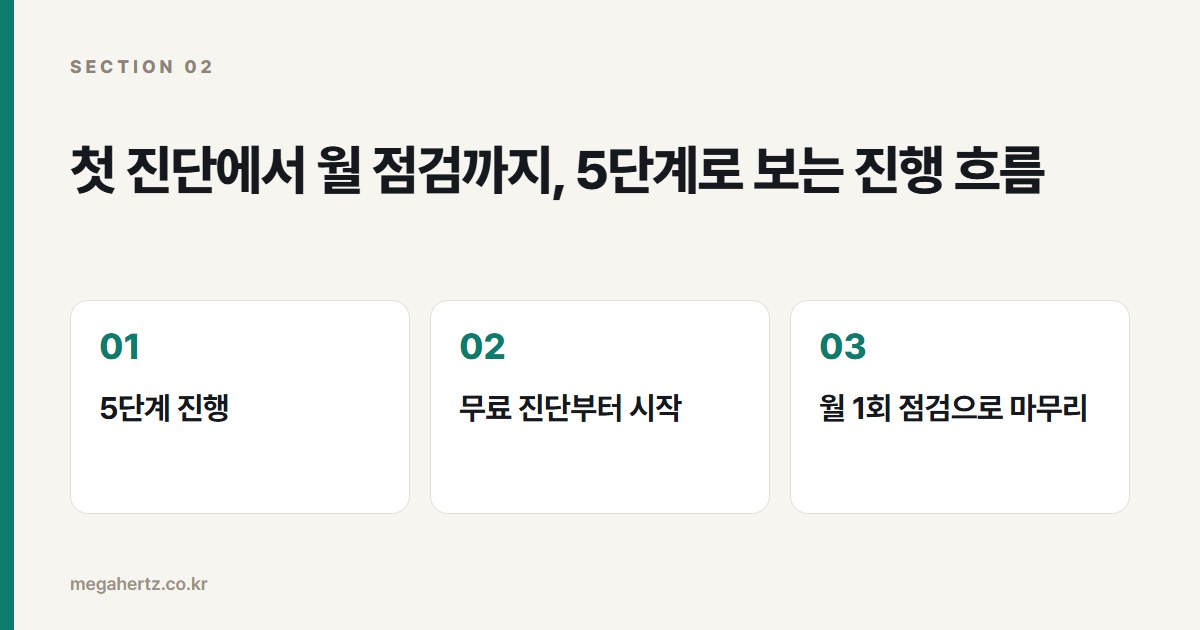 SECTION 02
첫 진단에서 월 점검까지, 5단계로 보는 진행 흐름
01
5단계 진행
02
무료 진단부터 시작
03
월 1회 점검으로 마무리
megahertz.co.kr